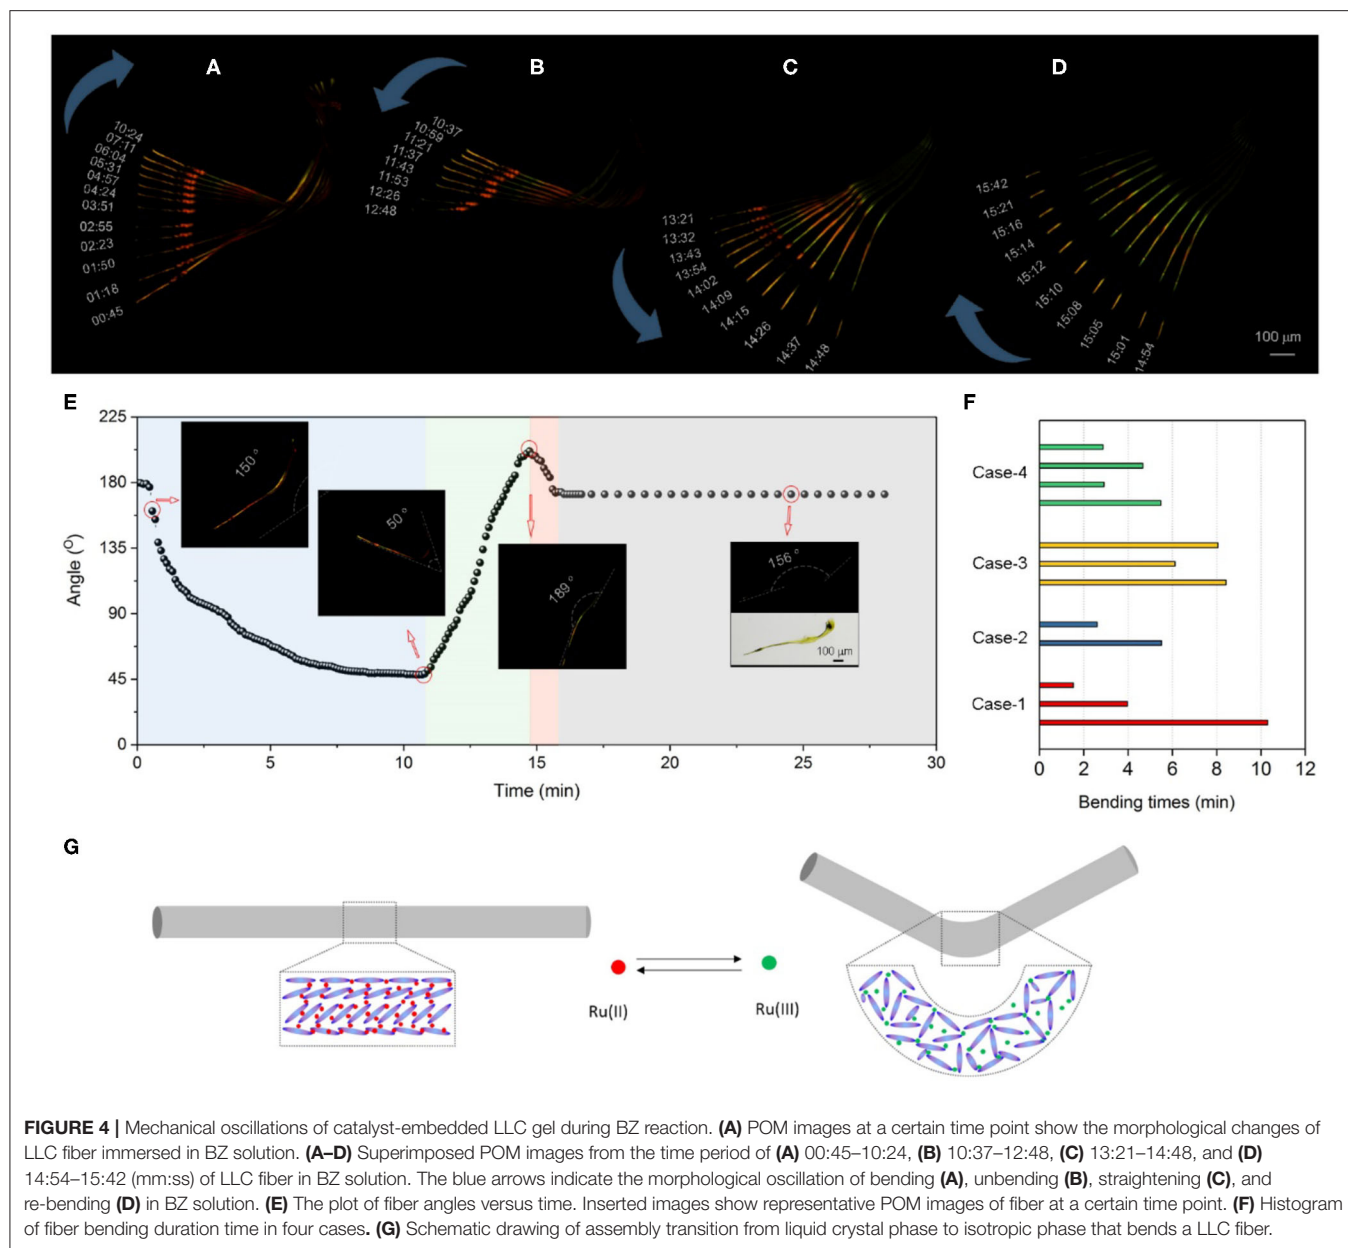 A
B
C
D
10:24
07:11
06:04
05:31
04:57
04:24
03:51
02:55
02:23
01:50
01:18
00:45
10:37
10:59
11:21
11:37
11:43
11:53
12:26
12:48
13:21
13:32
13:43
13:54
14:02
14:09
14:15
14:26
14:37
14:48
15:42
15:21
15:16
15:14
15:12
15:10
15:08
15:05
15:01
14:54
100 μm
E
225
180
135
90
45
0
Angle (°)
150 °
50 °
189 °
156 °
100 μm
0
5
10
15
20
25
30
Time (min)
F
Case-4
Case-3
Case-2
Case-1
0
2
4
6
8
10
12
Bending times (min)
G
Ru(II)
Ru(III)
FIGURE 4 | Mechanical oscillations of catalyst-embedded LLC gel during BZ reaction. (A) POM images at a certain time point show the morphological changes of
LLC fiber immersed in BZ solution. (A–D) Superimposed POM images from the time period of (A) 00:45–10:24, (B) 10:37–12:48, (C) 13:21–14:48, and (D)
14:54–15:42 (mm:ss) of LLC fiber in BZ solution. The blue arrows indicate the morphological oscillation of bending (A), unbending (B), straightening (C), and
re-bending (D) in BZ solution. (E) The plot of fiber angles versus time. Inserted images show representative POM images of fiber at a certain time point. (F) Histogram
of fiber bending duration time in four cases. (G) Schematic drawing of assembly transition from liquid crystal phase to isotropic phase that bends a LLC fiber.